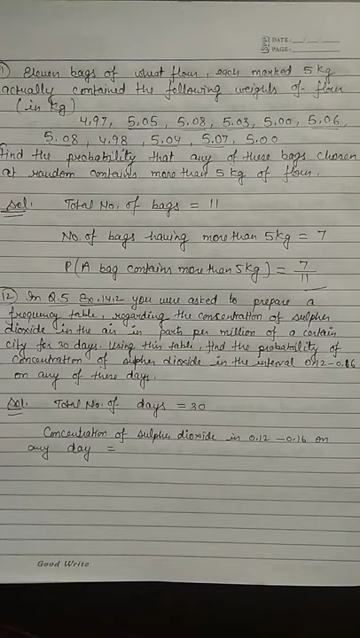 DATE:
PAGE:
1) Eleven bags of wheat flour, each marked 5 kg
actually contained the following weights of flour
(in kg)
4.97, 5.05, 5.08, 5.03, 5.00, 5.06,
5.08, 4.98, 5.04, 5.07, 5.00
Find the probability that any of these bags chosen
at random contains more than 5 kg of flour.
Sol: Total No. of bags = 11
No. of bags having more than 5kg = 7
P(A bag contains more than 5kg) = 7/11
12) In Q.5 Ex. 14.2 you were asked to prepare a
frequency table, regarding the concentration of sulpher
dioxide in the air in parts per million of a certain
city for 30 days. Using this table, find the probability of
concentration of sulpher dioxide in the interval 0.12-0.16
on any of these days.
Sol. Total No. of days = 30
Concentration of sulpher dioxide in 0.12 - 0.16 on
any day =
Good Write